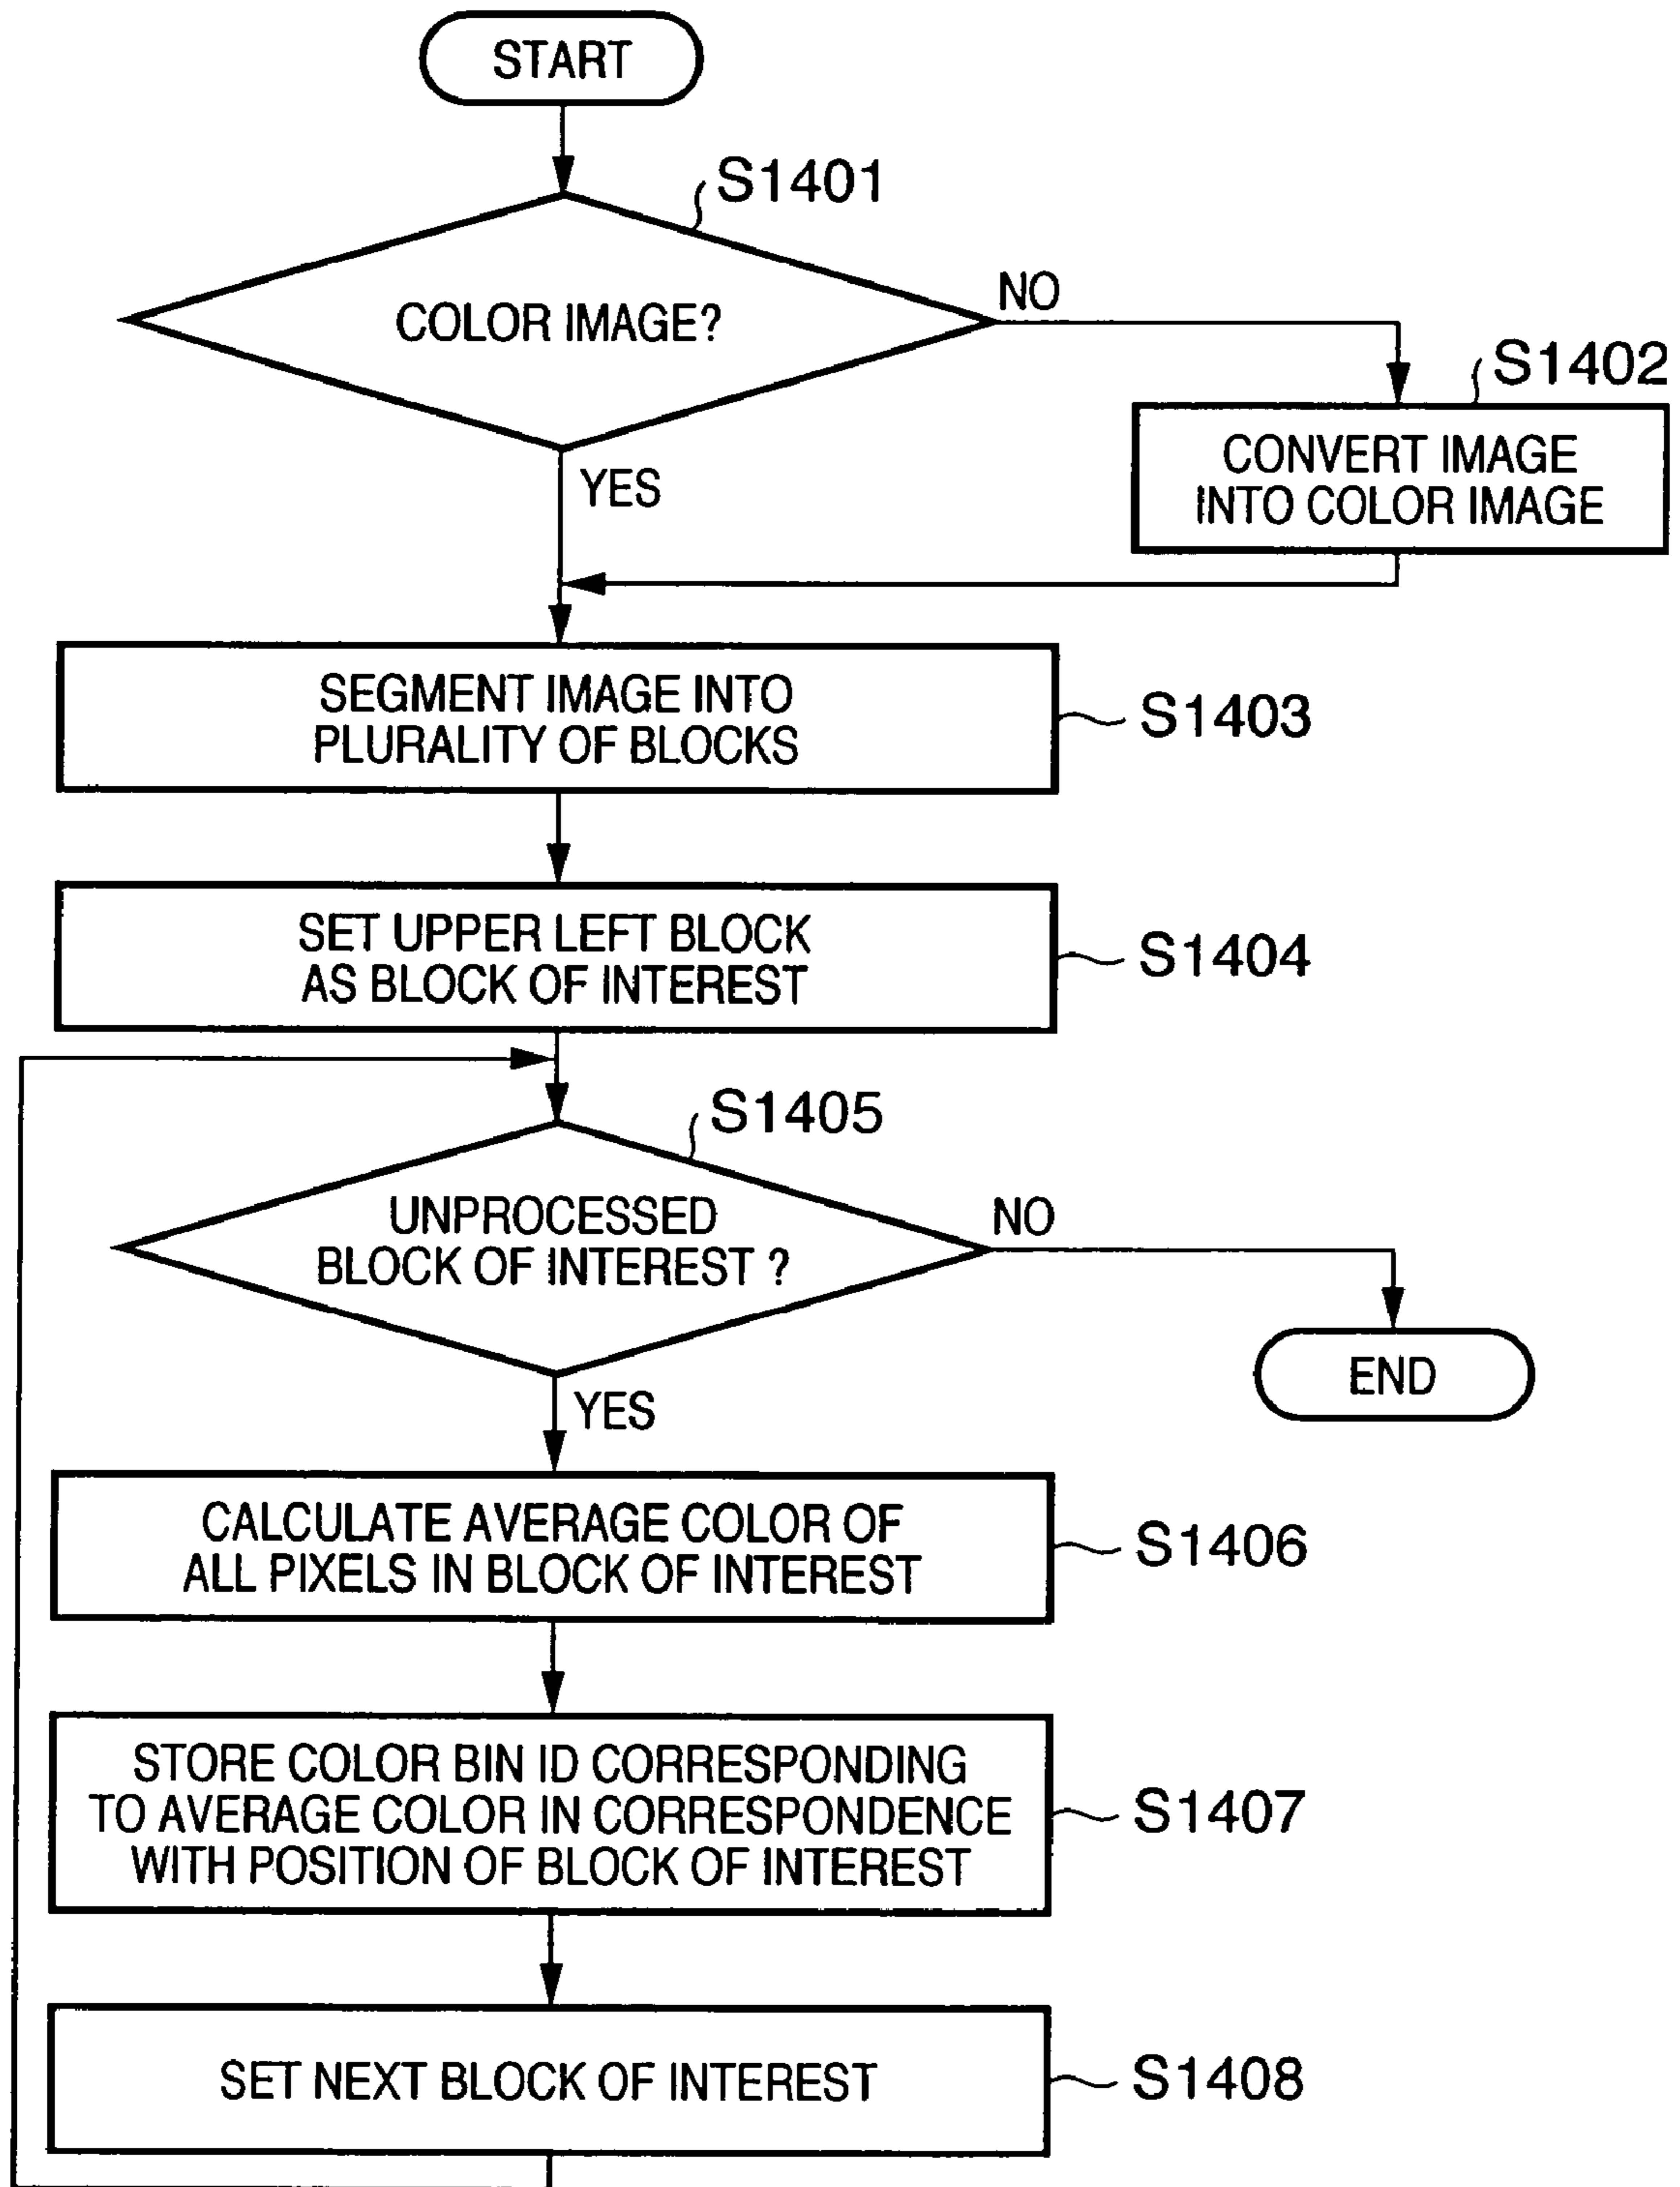 START
S1401
COLOR IMAGE?
NO
S1402
CONVERT IMAGE
INTO COLOR IMAGE
YES
SEGMENT IMAGE INTO
PLURALITY OF BLOCKS
S1403
SET UPPER LEFT BLOCK
AS BLOCK OF INTEREST
S1404
S1405
UNPROCESSED
BLOCK OF INTEREST ?
NO
END
YES
CALCULATE AVERAGE COLOR OF
ALL PIXELS IN BLOCK OF INTEREST
S1406
STORE COLOR BIN ID CORRESPONDING
TO AVERAGE COLOR IN CORRESPONDENCE
WITH POSITION OF BLOCK OF INTEREST
S1407
SET NEXT BLOCK OF INTEREST
S1408